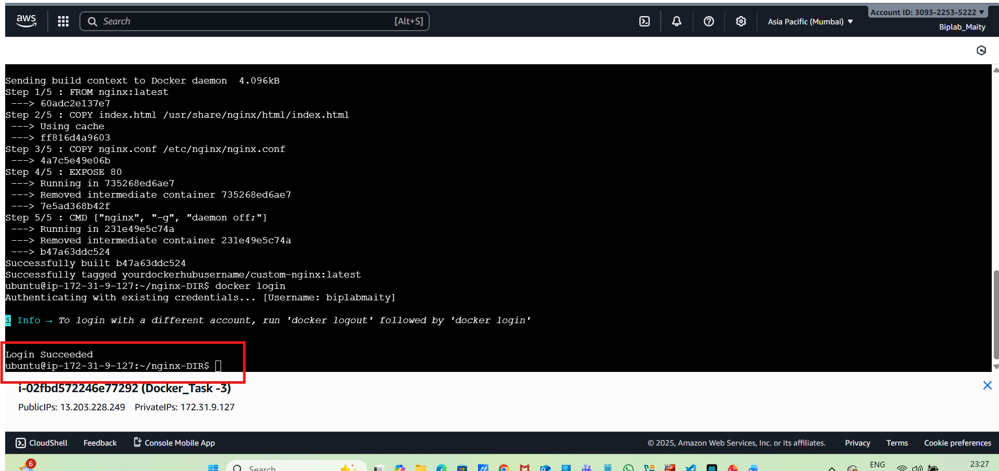 aws
Search [Alt+S]
Asia Pacific (Mumbai) ▼
Account ID: 3093-2253-5222 ▼
Biplab_Maity
Sending build context to Docker daemon  4.096kB
Step 1/5 : FROM nginx:latest
 ---> 60adc2e137e7
Step 2/5 : COPY index.html /usr/share/nginx/html/index.html
 ---> Using cache
 ---> ff816d4a9603
Step 3/5 : COPY nginx.conf /etc/nginx/nginx.conf
 ---> 4a7c5e49e06b
Step 4/5 : EXPOSE 80
 ---> Running in 735268ed6ae7
 ---> Removed intermediate container 735268ed6ae7
 ---> 7e5ad368b42f
Step 5/5 : CMD ["nginx", "-g", "daemon off;"]
 ---> Running in 231e49e5c74a
 ---> Removed intermediate container 231e49e5c74a
 ---> b47a63ddc524
Successfully built b47a63ddc524
Successfully tagged yourdockerhubusername/custom-nginx:latest
ubuntu@ip-172-31-9-127:~/nginx-DIR$ docker login
Authenticating with existing credentials... [Username: biplabmaity]
i Info → To login with a different account, run 'docker logout' followed by 'docker login'
Login Succeeded
ubuntu@ip-172-31-9-127:~/nginx-DIR$
i-02fbd572246e77292 (Docker_Task -3)
PublicIPs: 13.203.228.249 PrivateIPs: 172.31.9.127
CloudShell Feedback Console Mobile App © 2025, Amazon Web Services, Inc. or its affiliates. Privacy Terms Cookie preferences
6 Search ENG 23:27